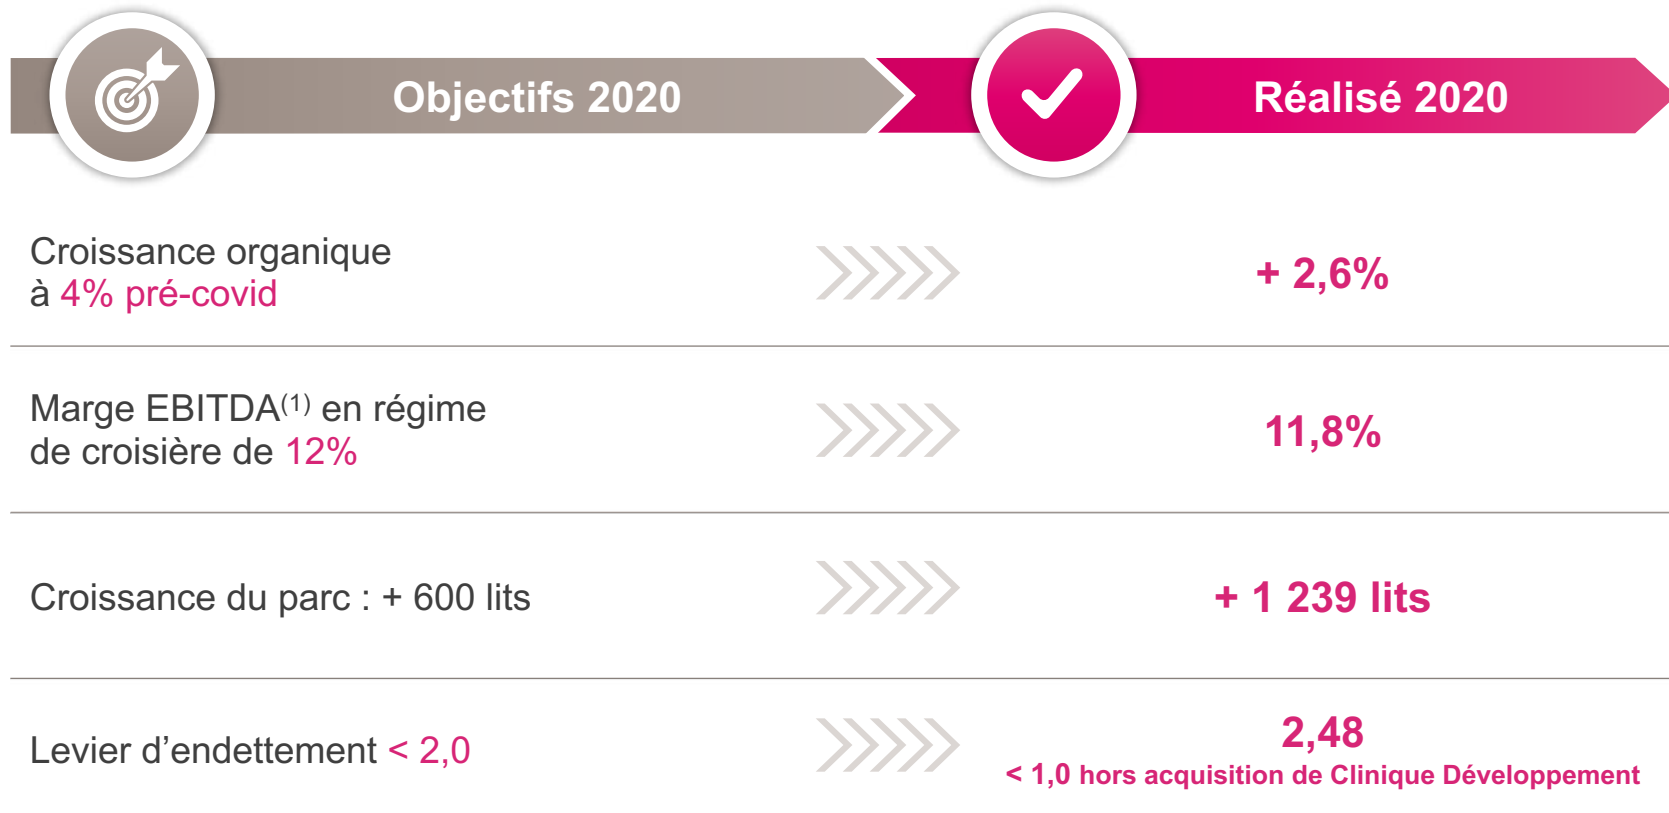 Objectifs 2020
Réalisé 2020
Croissance organique
à 4% pré-covid
+ 2,6%
Marge EBITDA(1) en régime
de croisière de 12%
11,8%
Croissance du parc : + 600 lits
+ 1 239 lits
Levier d’endettement < 2,0
2,48
< 1,0 hors acquisition de Clinique Développement